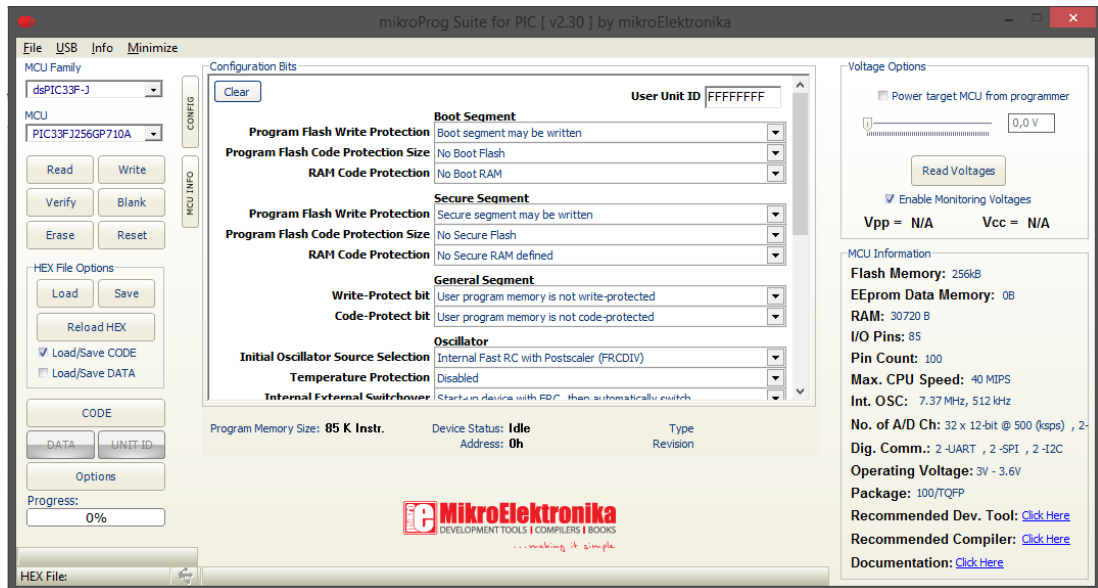 mikroProg Suite for PIC [ v2.30 ] by mikroElektronika
File USB Info Minimize
MCU Family
dsPIC33F-J
MCU
PIC33FJ256GP710A
Read Write
Verify Blank
Erase Reset
HEX File Options
Load Save
Reload HEX
Load/Save CODE
Load/Save DATA
CODE
DATA UNIT ID
Options
Progress:
0%
HEX File:
CONFIG
MCU INFO
Configuration Bits
Clear
User Unit ID FFFFFFFF
Boot Segment
Program Flash Write Protection Boot segment may be written
Program Flash Code Protection Size No Boot Flash
RAM Code Protection No Boot RAM
Secure Segment
Program Flash Write Protection Secure segment may be written
Program Flash Code Protection Size No Secure Flash
RAM Code Protection No Secure RAM defined
General Segment
Write-Protect bit User program memory is not write-protected
Code-Protect bit User program memory is not code-protected
Oscillator
Initial Oscillator Source Selection Internal Fast RC with Postscaler (FRCDIV)
Temperature Protection Disabled
Internal External Switchover Start-up device with FRC, then automatically switch
Program Memory Size: 85 K Instr. Device Status: Idle Type
Address: 0h Revision
MikroElektronika
DEVELOPMENT TOOLS | COMPILERS | BOOKS
...making it simple
Voltage Options
Power target MCU from programmer
0,0 V
Read Voltages
Enable Monitoring Voltages
Vpp = N/A Vcc = N/A
MCU Information
Flash Memory: 256kB
EEprom Data Memory: 0B
RAM: 30720 B
I/O Pins: 85
Pin Count: 100
Max. CPU Speed: 40 MIPS
Int. OSC: 7.37 MHz, 512 kHz
No. of A/D Ch: 32 x 12-bit @ 500 (ksps) , 2-
Dig. Comm.: 2 -UART , 2 -SPI , 2 -I2C
Operating Voltage: 3V - 3.6V
Package: 100/TQFP
Recommended Dev. Tool: Click Here
Recommended Compiler: Click Here
Documentation: Click Here